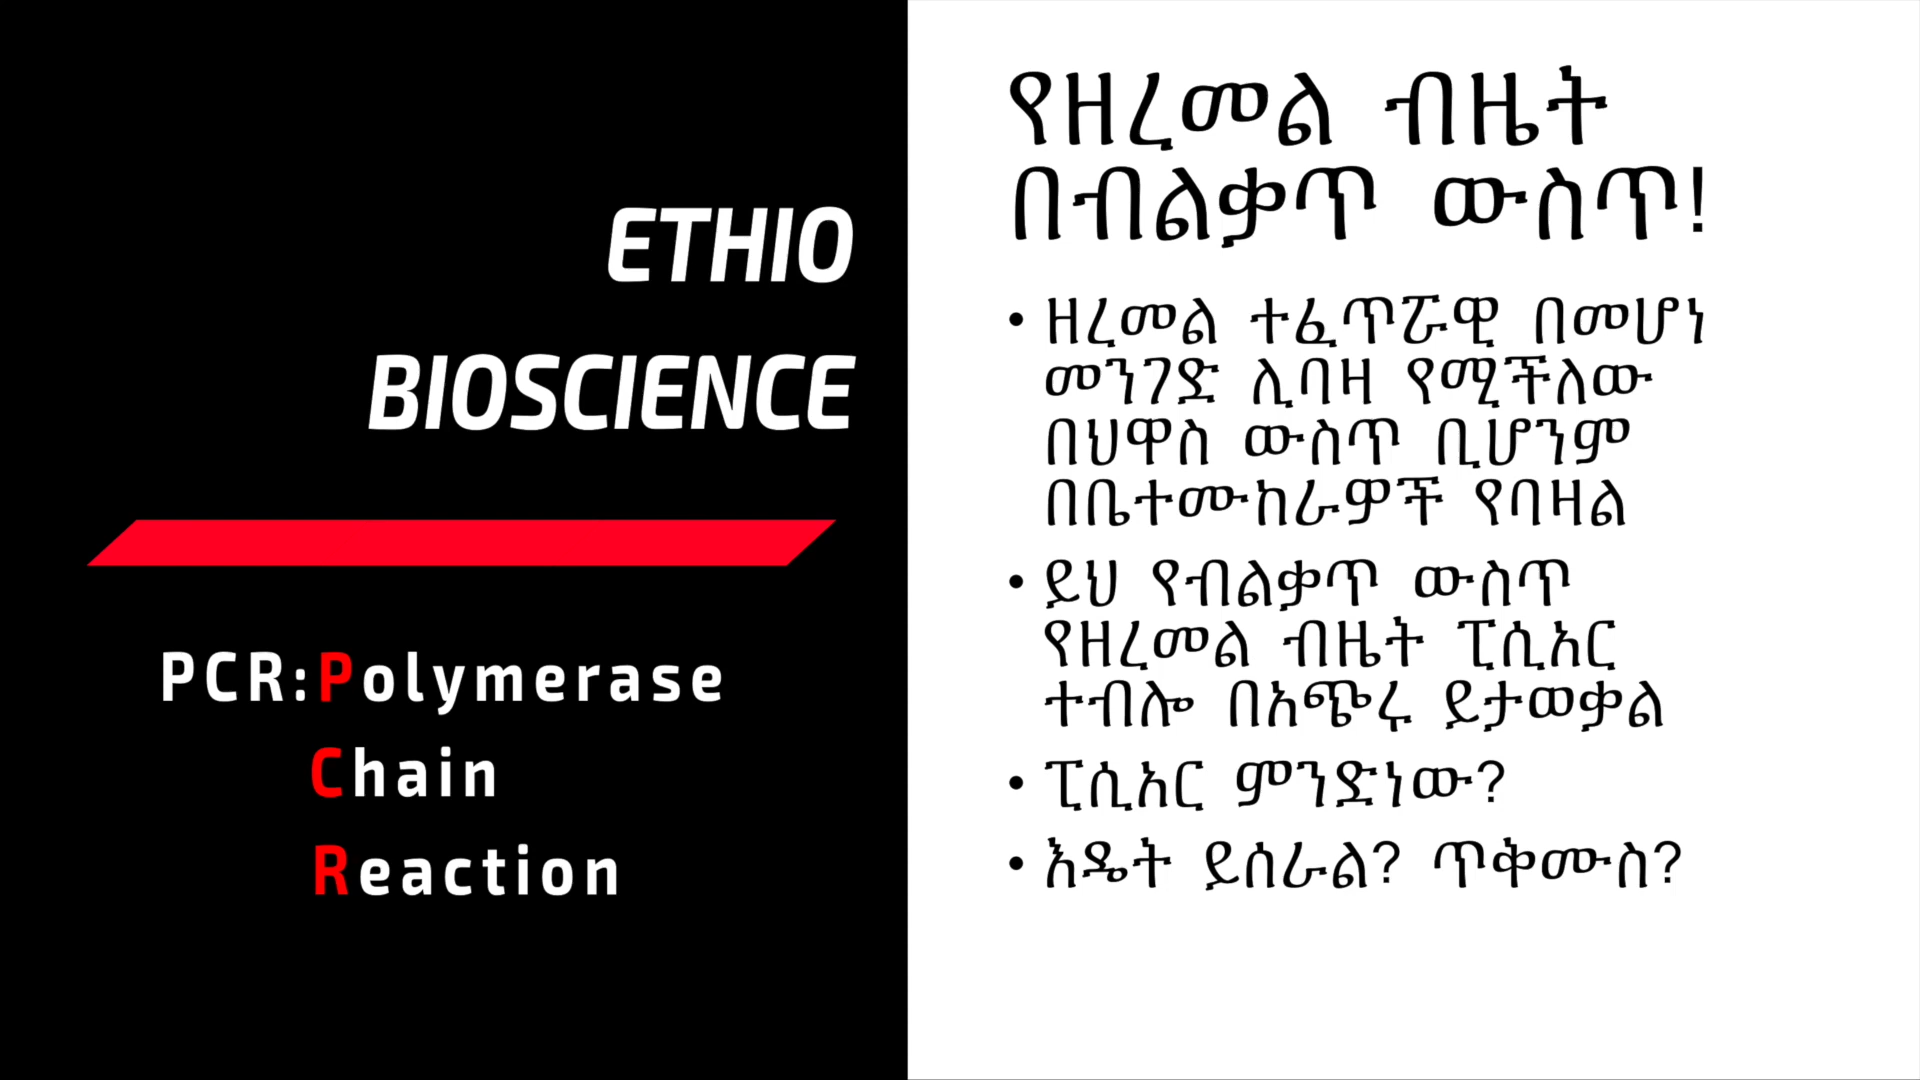 ETHIO
BIOSCIENCE
PCR:Polymerase
Chain
Reaction
የዘረመል ብዜት
በብልቃጥ ውስጥ!
• ዘረመል ተፈጥሯዊ በመሆነ
መንገድ ሊባዛ የሚችለው
በህዋስ ውስጥ ቢሆንም
በቤተሙከራዎች የባዛል
• ይህ የብልቃጥ ውስጥ
የዘረመል ብዜት ፒሲአር
ተብሎ በአጭሩ ይታወቃል
• ፒሲአር ምንድነው?
• እዴት ይሰራል? ጥቅሙስ?